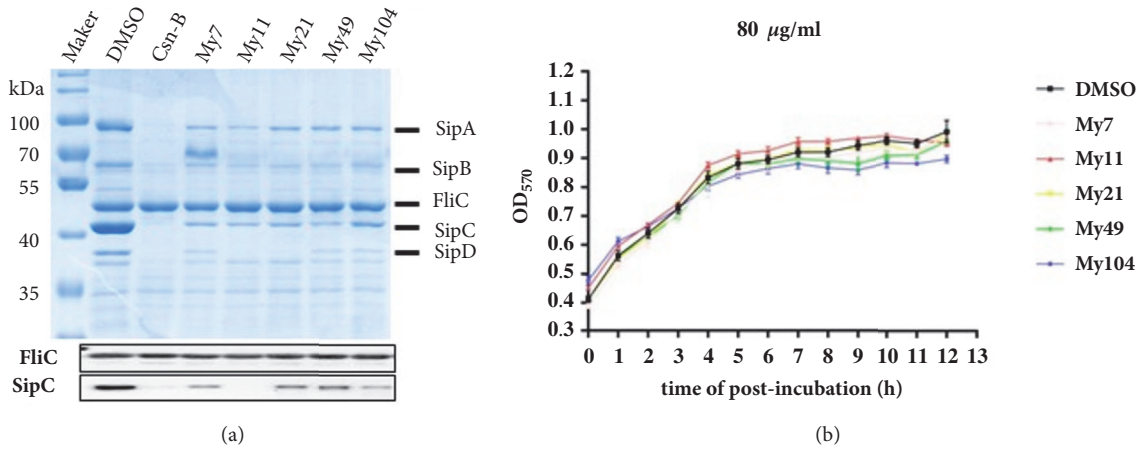 Maker DMSO Csn-B My7 My11 My21 My49 My104
kDa
100
70
55
40
35
SipA
SipB
FliC
SipC
SipD
FliC
SipC
(a)
80 μg/ml
OD570
1.2
1.1
1.0
0.9
0.8
0.7
0.6
0.5
0.4
0.3
0 1 2 3 4 5 6 7 8 9 10 11 12 13
time of post-incubation (h)
DMSO
My7
My11
My21
My49
My104
(b)